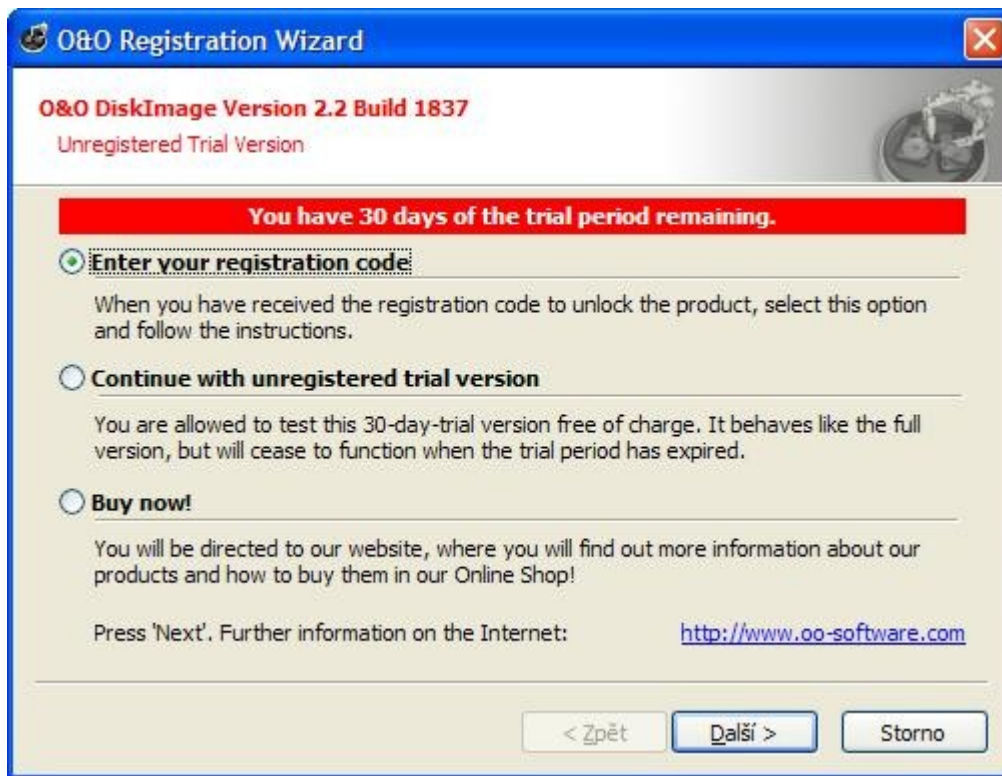 O&O Registration Wizard
O&O DiskImage Version 2.2 Build 1837
Unregistered Trial Version
You have 30 days of the trial period remaining.
Enter your registration code
When you have received the registration code to unlock the product, select this option
and follow the instructions.
Continue with unregistered trial version
You are allowed to test this 30-day-trial version free of charge. It behaves like the full
version, but will cease to function when the trial period has expired.
Buy now!
You will be directed to our website, where you will find out more information about our
products and how to buy them in our Online Shop!
Press 'Next'. Further information on the Internet: http://www.oo-software.com
< Zpět Další > Storno